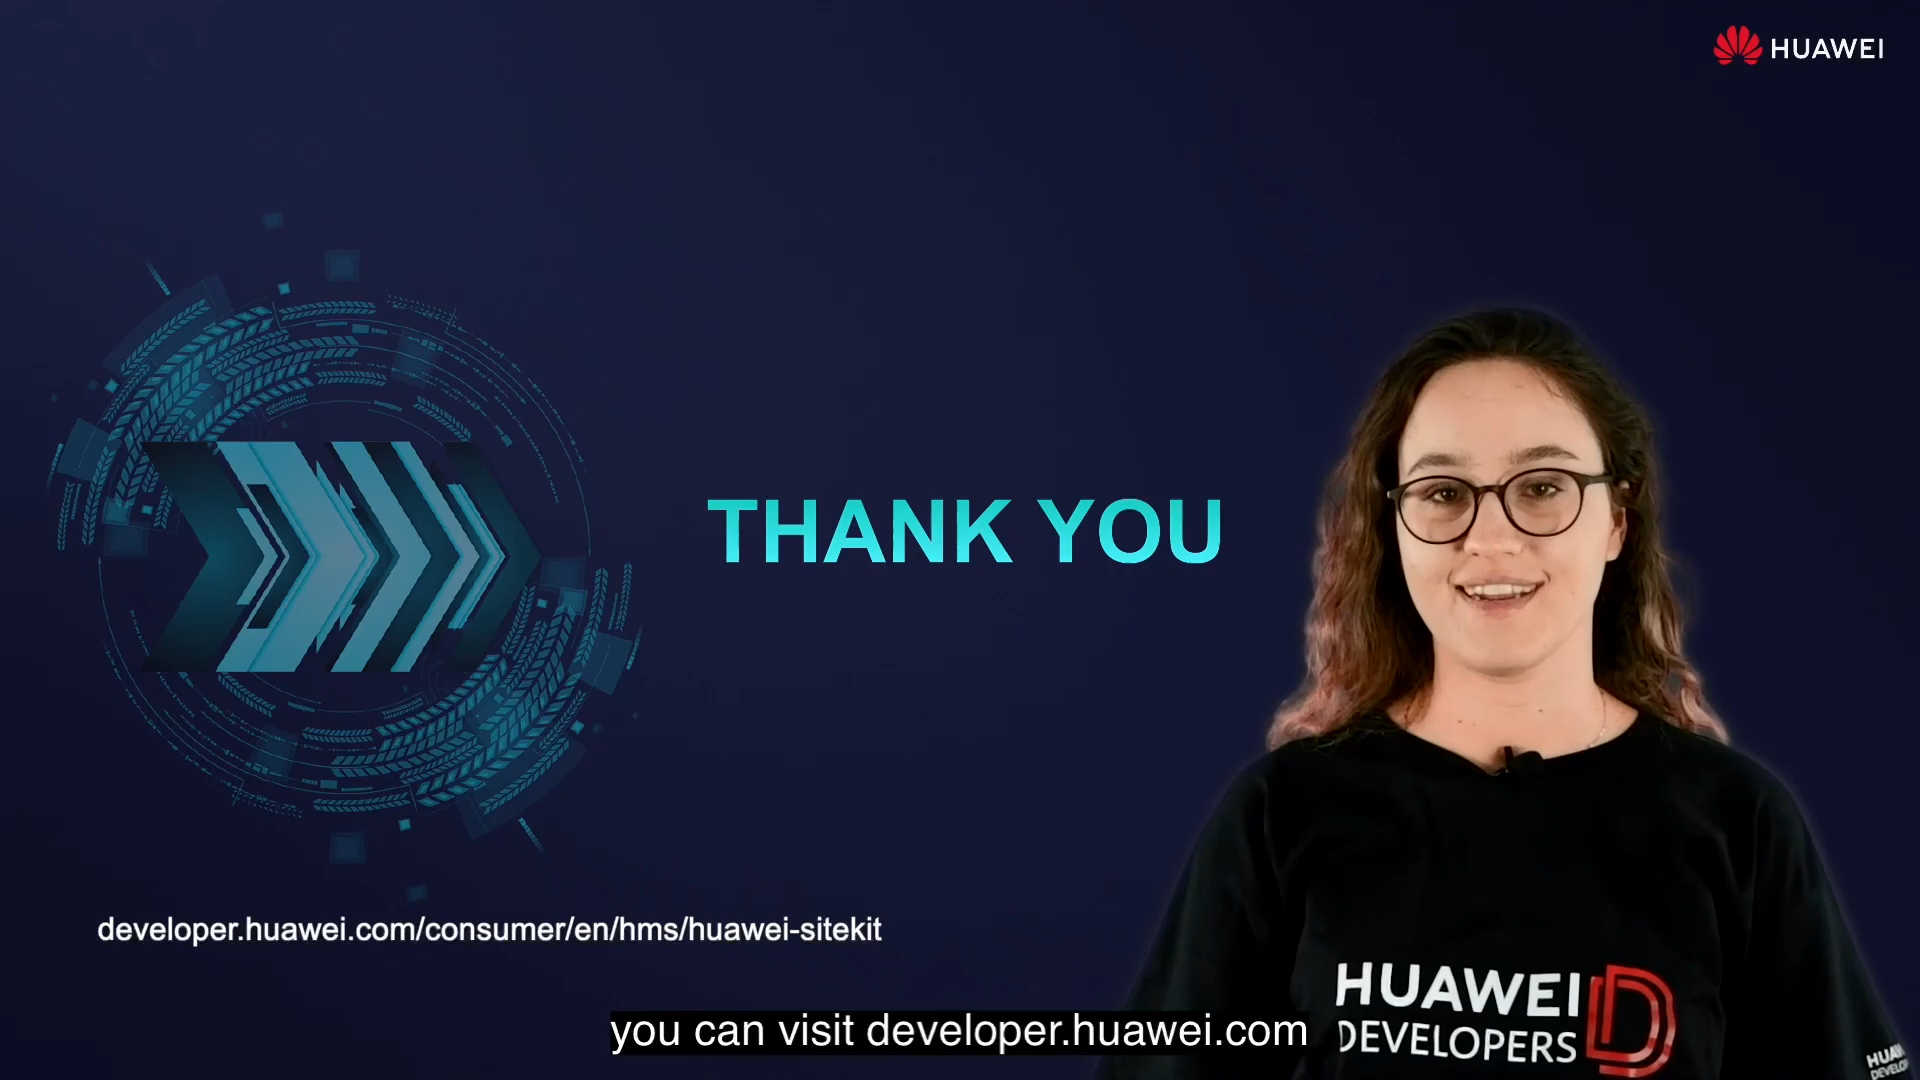 HUAWEI
THANK YOU
developer.huawei.com/consumer/en/hms/huawei-sitekit
you can visit developer.huawei.com
HUAWEI
DEVELOPERS